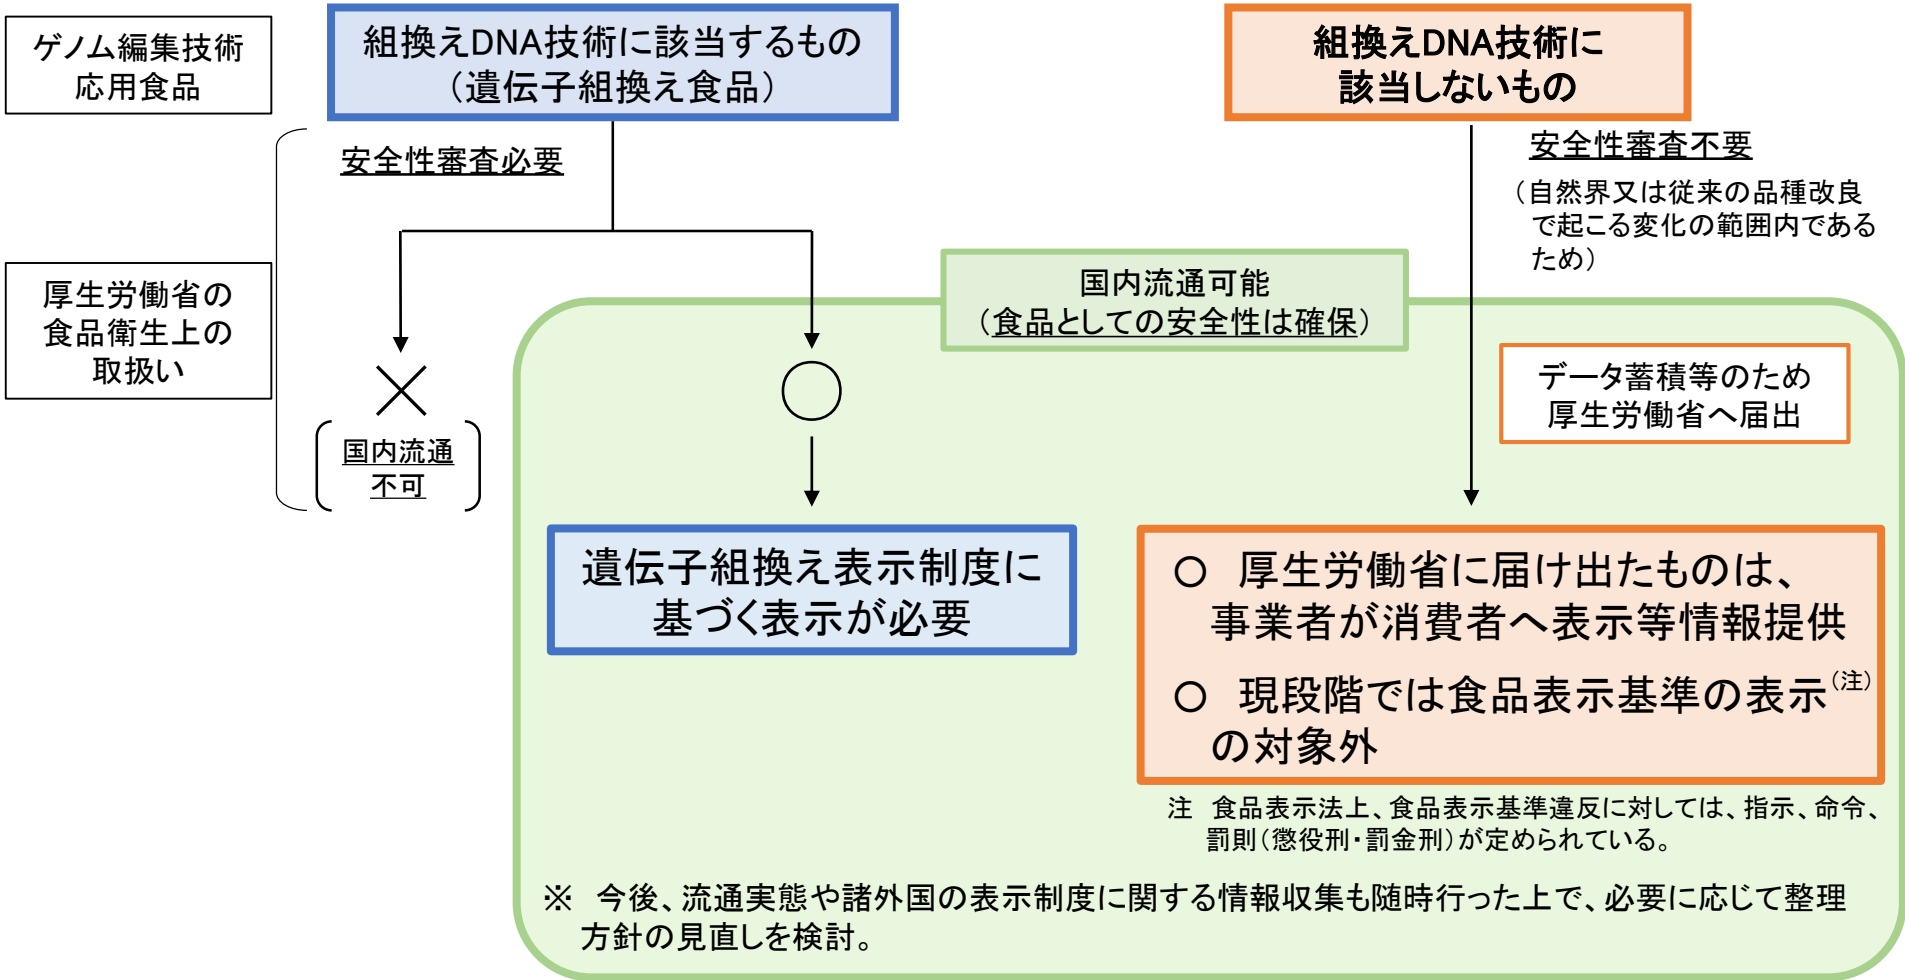 ゲノム編集技術
応用食品
組換えDNA技術に該当するもの
（遺伝子組換え食品）
組換えDNA技術に
該当しないもの
厚生労働省の
食品衛生上の
取扱い
安全性審査必要
安全性審査不要
（自然界又は従来の品種改良
で起こる変化の範囲内である
ため）
国内流通可能
（食品としての安全性は確保）
国内流通
不可
データ蓄積等のため
厚生労働省へ届出
遺伝子組換え表示制度に
基づく表示が必要
○ 厚生労働省に届け出たものは、
事業者が消費者へ表示等情報提供
○ 現段階では食品表示基準の表示（注）
の対象外
注 食品表示法上、食品表示基準違反に対しては、指示、命令、
罰則（懲役刑・罰金刑）が定められている。
※ 今後、流通実態や諸外国の表示制度に関する情報収集も随時行った上で、必要に応じて整理
方針の見直しを検討。